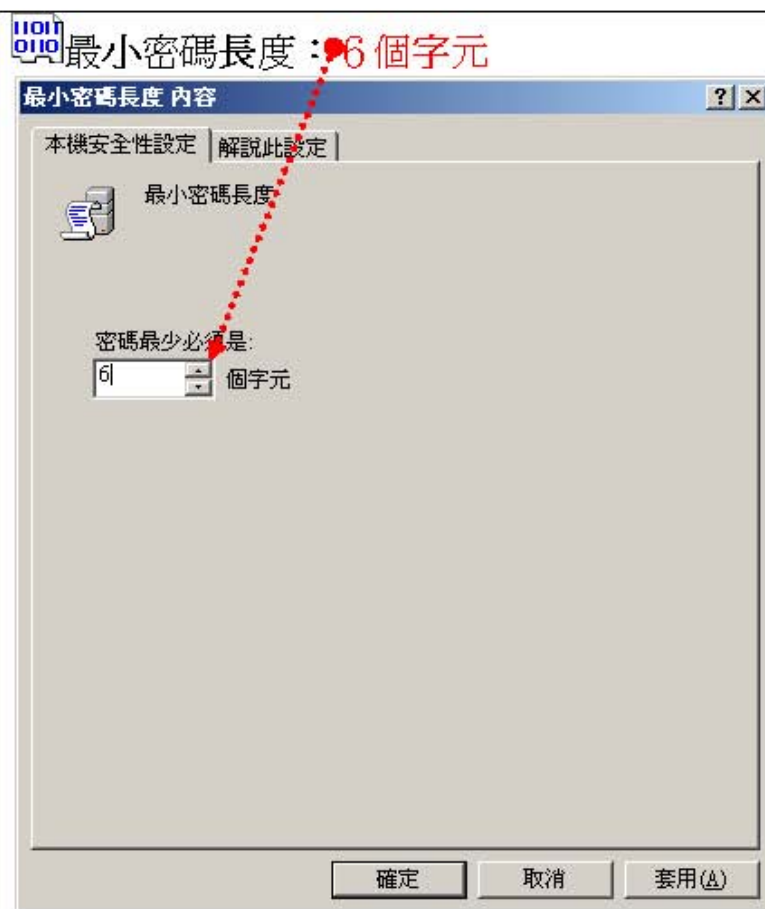 11011
0110
最小密碼長度：6 個字元
最小密碼長度 內容
本機安全性設定 解說此設定
最小密碼長度
密碼最少必須是:
6 個字元
確定 取消 套用(A)